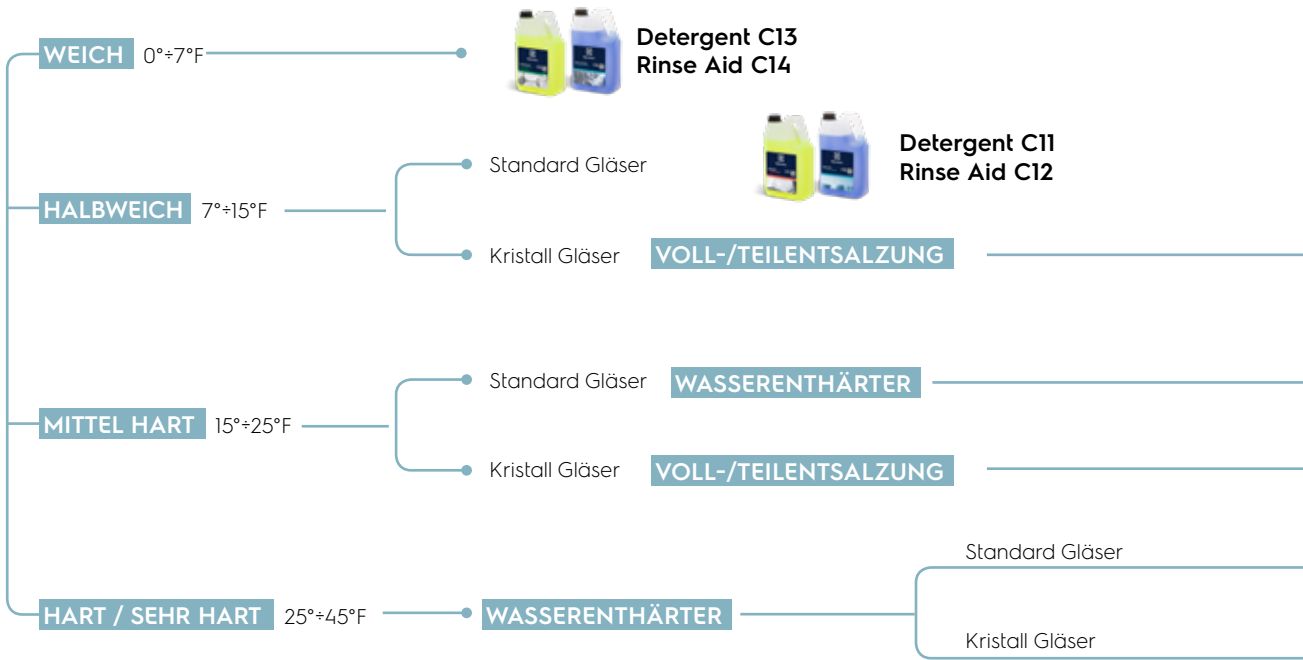 WEICH 0°÷7°F
Detergent C13
Rinse Aid C14
Detergent C11
Rinse Aid C12
Standard Gläser
HALBWEICH 7°÷15°F
Kristall Gläser VOLL-/TEILENTSALZUNG
Standard Gläser WASSERENTHÄRTER
MITTEL HART 15°÷25°F
Kristall Gläser VOLL-/TEILENTSALZUNG
Standard Gläser
HART / SEHR HART 25°÷45°F WASSERENTHÄRTER
Kristall Gläser